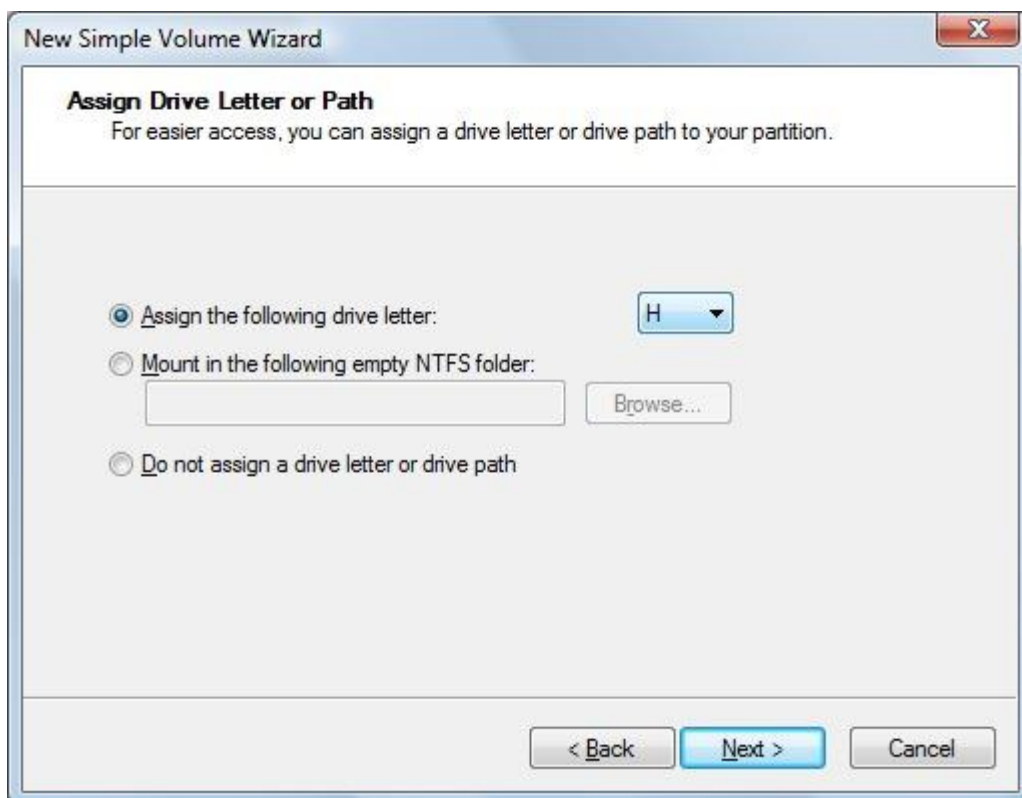 New Simple Volume Wizard
X
Assign Drive Letter or Path
For easier access, you can assign a drive letter or drive path to your partition.
Assign the following drive letter: H
Mount in the following empty NTFS folder:
Browse...
Do not assign a drive letter or drive path
< Back Next > Cancel